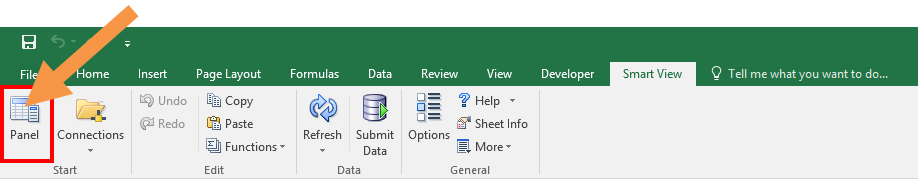 File Home Insert Page Layout Formulas Data Review View Developer Smart View Tell me what you want to do...
Panel
Connections
Undo
Redo
Copy
Paste
Functions
Refresh
Submit
Data
Options
Help
Sheet Info
More
Start Edit Data General